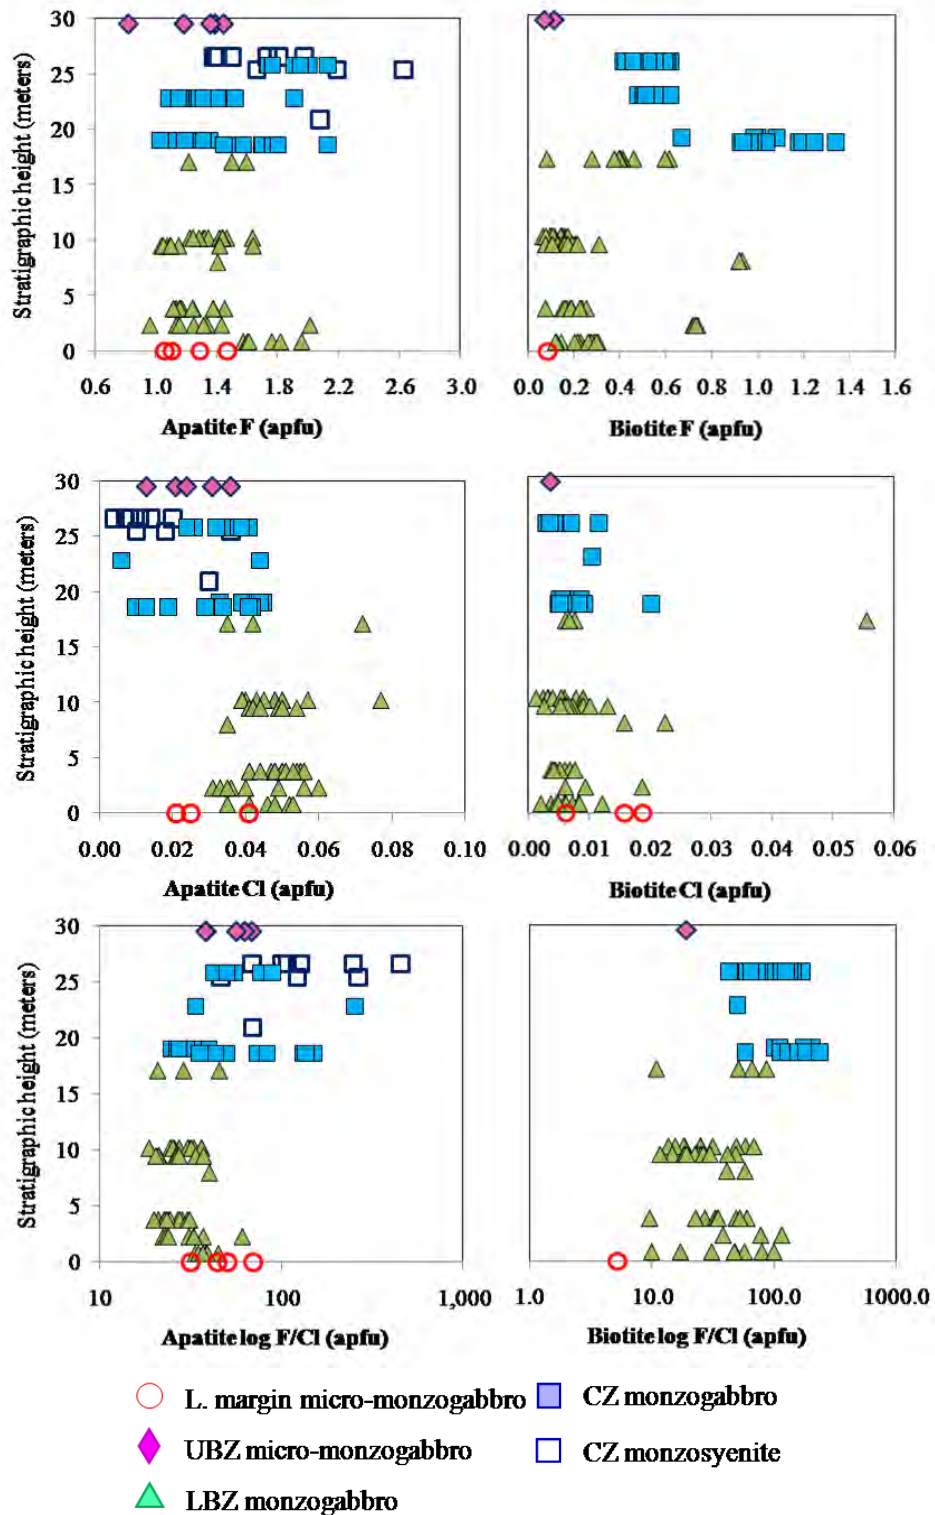 30
25
20
15
10
5
0
Stratigraphic height (meters)
0.6 1.0 1.4 1.8 2.2 2.6 3.0
Apatite F (apfu)
0.0 0.2 0.4 0.6 0.8 1.0 1.2 1.4 1.6
Biotite F (apfu)
30
25
20
15
10
5
0
Stratigraphic height (meters)
0.00 0.02 0.04 0.06 0.08 0.10
Apatite Cl (apfu)
0.00 0.01 0.02 0.03 0.04 0.05 0.06
Biotite Cl (apfu)
30
25
20
15
10
5
0
Stratigraphic height (meters)
10 100 1,000
Apatite log F/Cl (apfu)
1.0 10.0 100.0 1000.0
Biotite log F/Cl (apfu)
L. margin micro-monzogabbro
CZ monzogabbro
UBZ micro-monzogabbro
CZ monzosyenite
LBZ monzogabbro